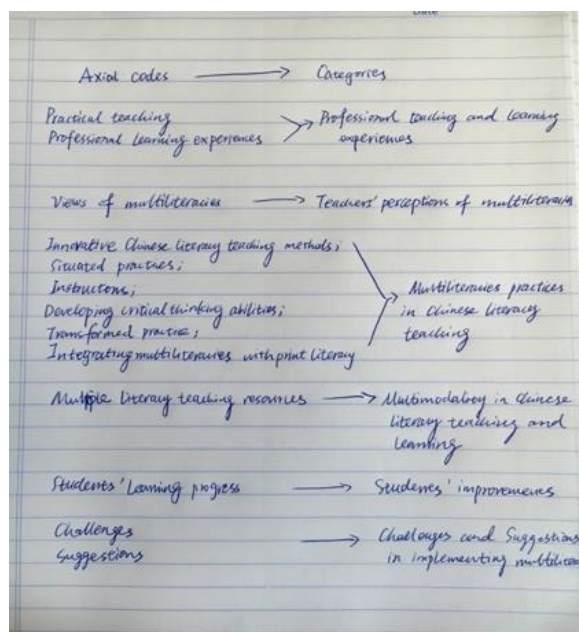 Date
Axial codes → Categories
Practical teaching
Professional Learning experiences → Professional teaching and learning
experiences
Views of multiliteracies → Teachers' perceptions of multiliteracies
Innovative Chinese literacy teaching methods;
Situated practices;
Instructions;
Developing critical thinking abilities;
Transformed practice;
Integrating multiliteracies with print literacy
→ Multiliteracies practices
in Chinese literacy
teaching
Multiple literacy teaching resources → Multimodality in Chinese
literacy teaching and
learning
Students' Learning progress → Students' improvements
Challenges
Suggestions
→ Challenges and Suggestions
in implementing